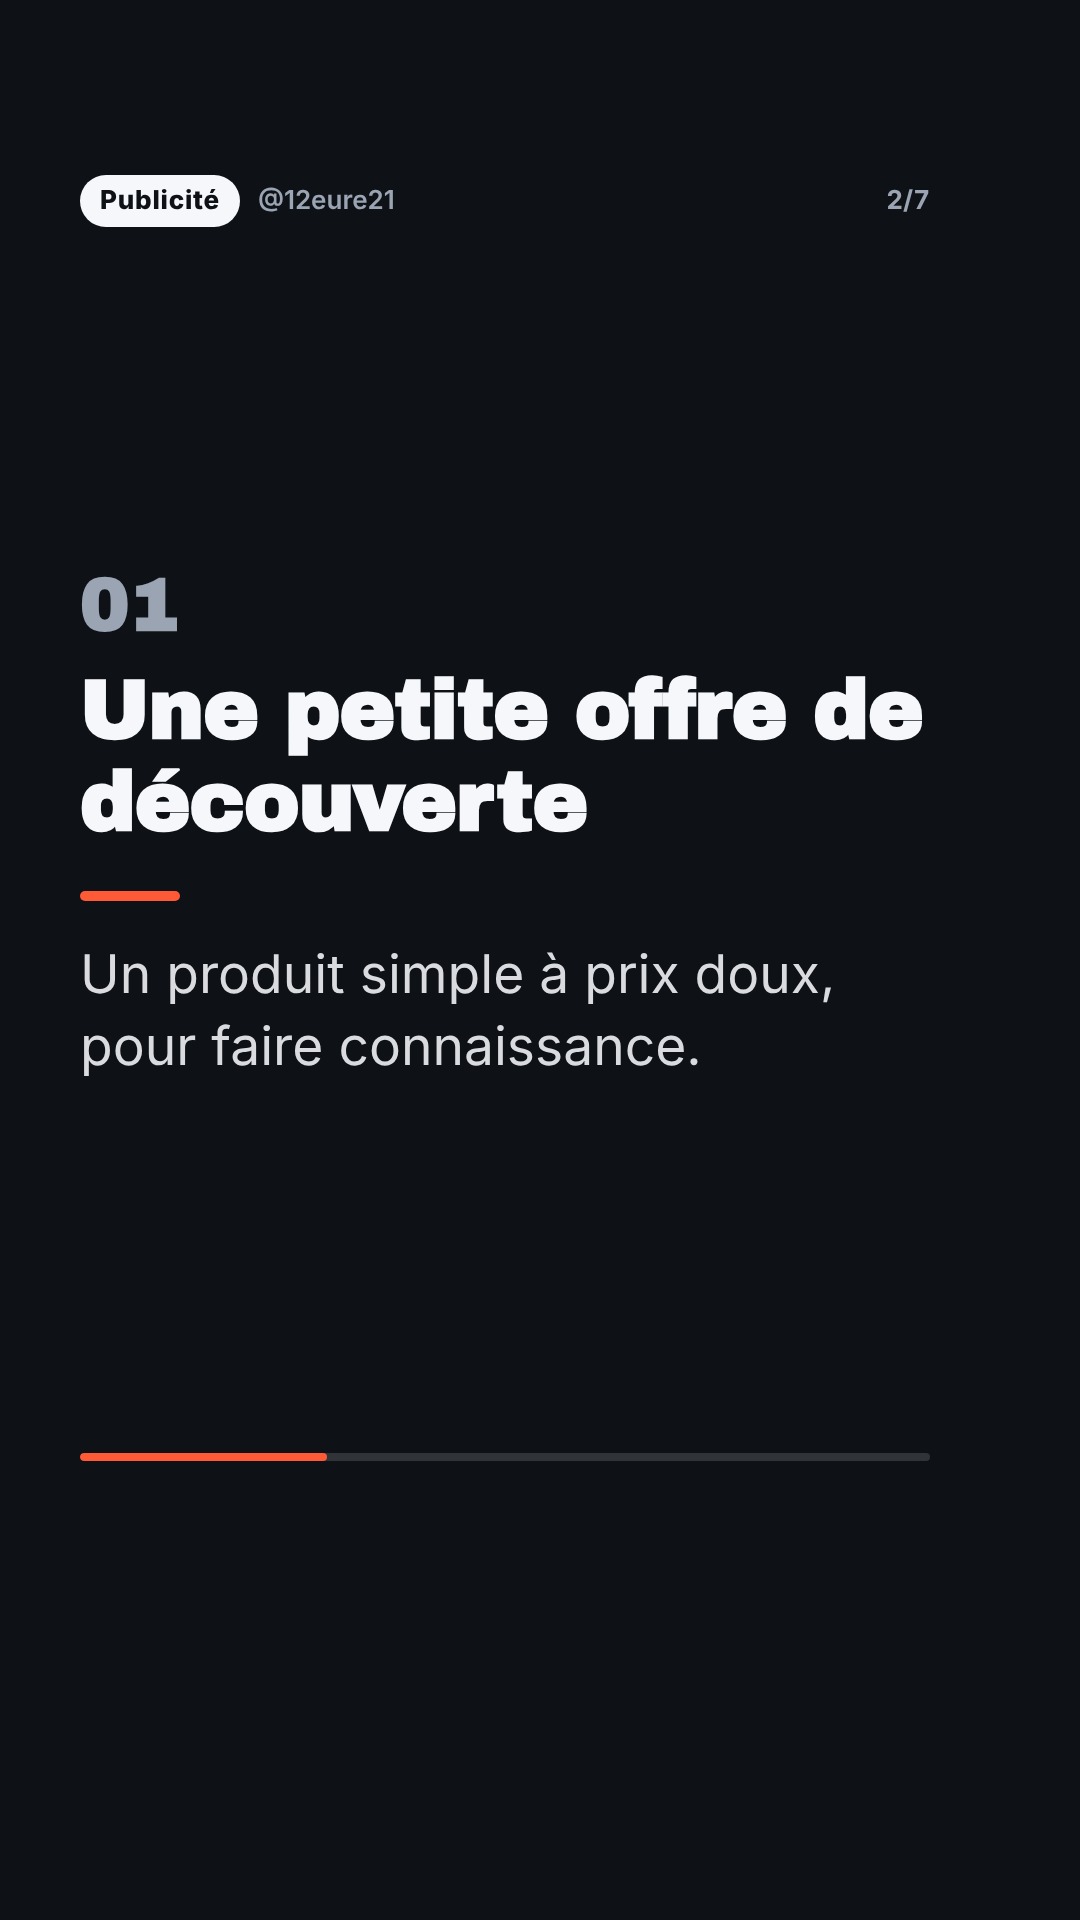 Publicité @12eure21 2/7
01
Une petite offre de
découverte
Un produit simple à prix doux,
pour faire connaissance.